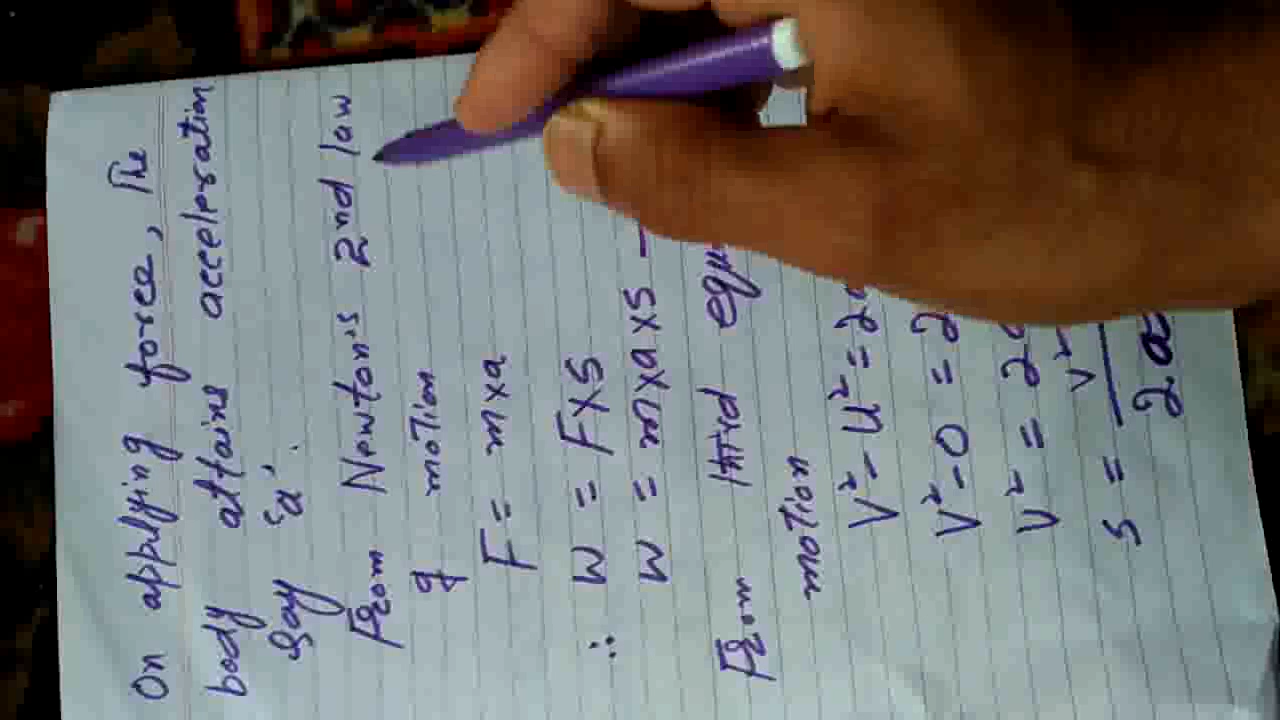 On applying force, The
body attains acceleration
say 'a'.
From Newton's 2nd law
of motion
F = m×a
∴ W = F×S
W = m×a×s –
From third
motion
V² - U² = 2
V² - 0 = 2
V² = 2
S = V² / 2a